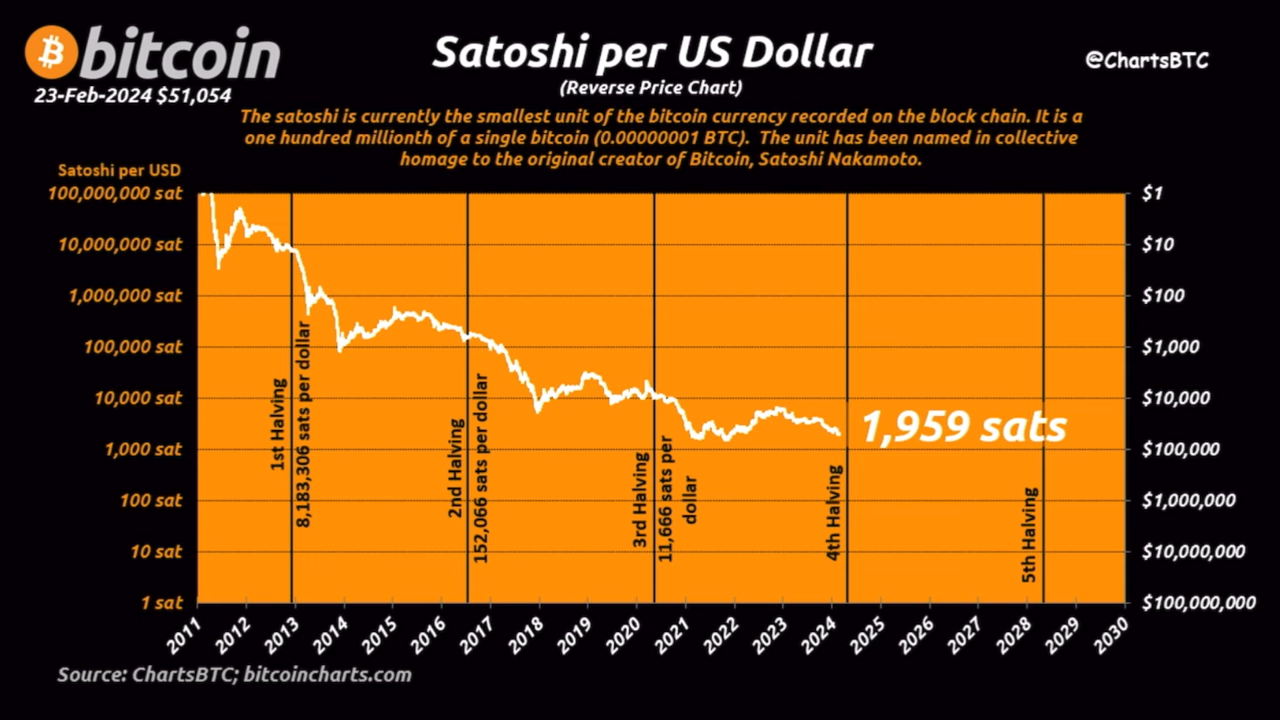 bitcoin
23-Feb-2024 $51,054
Satoshi per US Dollar
(Reverse Price Chart)
@ChartsBTC
The satoshi is currently the smallest unit of the bitcoin currency recorded on the block chain. It is a
one hundred millionth of a single bitcoin (0.00000001 BTC). The unit has been named in collective
homage to the original creator of Bitcoin, Satoshi Nakamoto.
Satoshi per USD
100,000,000 sat
10,000,000 sat
1,000,000 sat
100,000 sat
10,000 sat
1,000 sat
100 sat
10 sat
1 sat
1st Halving
8,183,306 sats per dollar
2nd Halving
152,066 sats per dollar
3rd Halving
11,666 sats per
dollar
4th Halving
1,959 sats
5th Halving
$1
$10
$100
$1,000
$10,000
$100,000
$1,000,000
$10,000,000
$100,000,000
2011
2012
2013
2014
2015
2016
2017
2018
2019
2020
2021
2022
2023
2024
2025
2026
2027
2028
2029
2030
Source: ChartsBTC; bitcoincharts.com